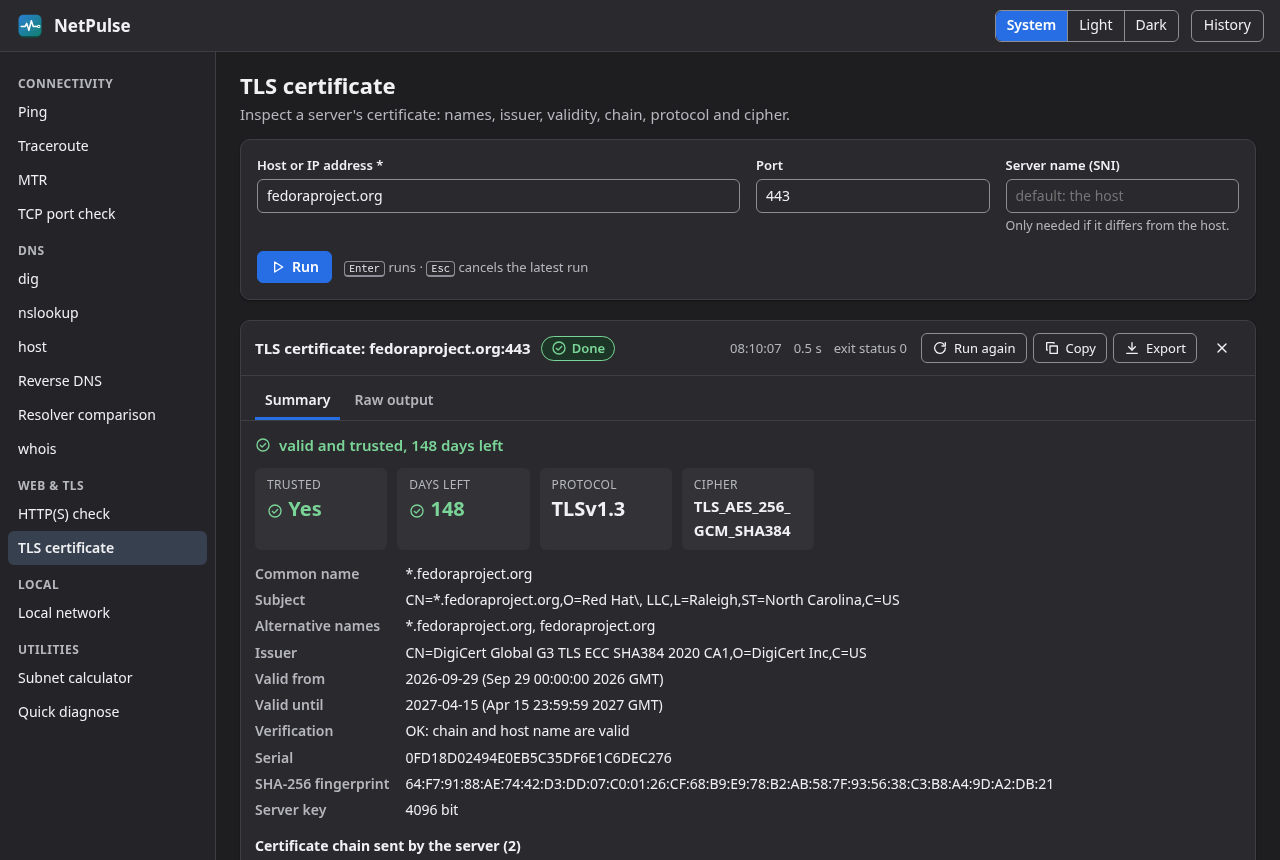 NetPulse
System
Light
Dark
History
CONNECTIVITY
Ping
Traceroute
MTR
TCP port check
DNS
dig
nslookup
host
Reverse DNS
Resolver comparison
whois
WEB & TLS
HTTP(S) check
TLS certificate
LOCAL
Local network
UTILITIES
Subnet calculator
Quick diagnose
TLS certificate
Inspect a server's certificate: names, issuer, validity, chain, protocol and cipher.
Host or IP address *
fedoraproject.org
Port
443
Server name (SNI)
default: the host
Only needed if it differs from the host.
Run
Enter runs · Esc cancels the latest run
TLS certificate: fedoraproject.org:443
Done
08:10:07 0.5 s exit status 0
Run again
Copy
Export
Summary
Raw output
valid and trusted, 148 days left
TRUSTED
Yes
DAYS LEFT
148
PROTOCOL
TLSv1.3
CIPHER
TLS_AES_256_
GCM_SHA384
Common name *.fedoraproject.org
Subject CN=*.fedoraproject.org,O=Red Hat\, LLC,L=Raleigh,ST=North Carolina,C=US
Alternative names *.fedoraproject.org, fedoraproject.org
Issuer CN=DigiCert Global G3 TLS ECC SHA384 2020 CA1,O=DigiCert Inc,C=US
Valid from 2026-09-29 (Sep 29 00:00:00 2026 GMT)
Valid until 2027-04-15 (Apr 15 23:59:59 2027 GMT)
Verification OK: chain and host name are valid
Serial 0FD18D02494E0EB5C35DF6E1C6DEC276
SHA-256 fingerprint 64:F7:91:88:AE:74:42:D3:DD:07:C0:01:26:CF:68:B9:E9:78:B2:AB:58:7F:93:56:38:C3:B8:A4:9D:A2:DB:21
Server key 4096 bit
Certificate chain sent by the server (2)